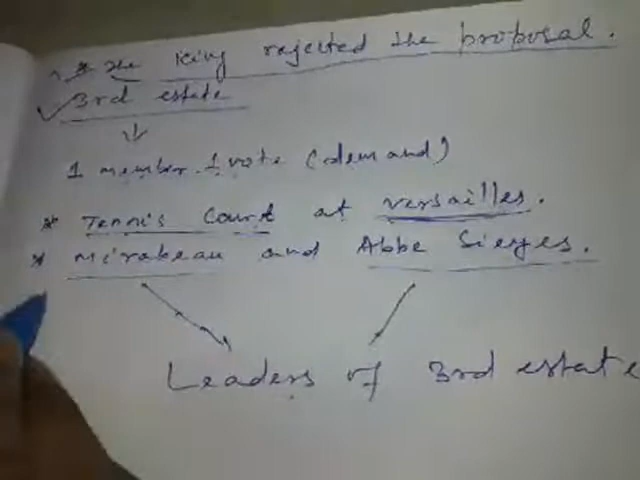 * The King rejected the proposal.
✓ 3rd estate
↓
1 member. 1 vote (demand)
* Tennis Court at versailles.
* Mirabeau and Abbe Sieyes.
Leaders of 3rd estate